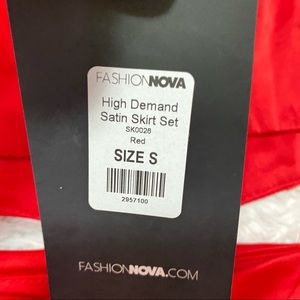 FASHIONNOVA
High Demand
Satin Skirt Set
SK0026
Red
SIZE S
2957100
FASHIONNOVA.COM